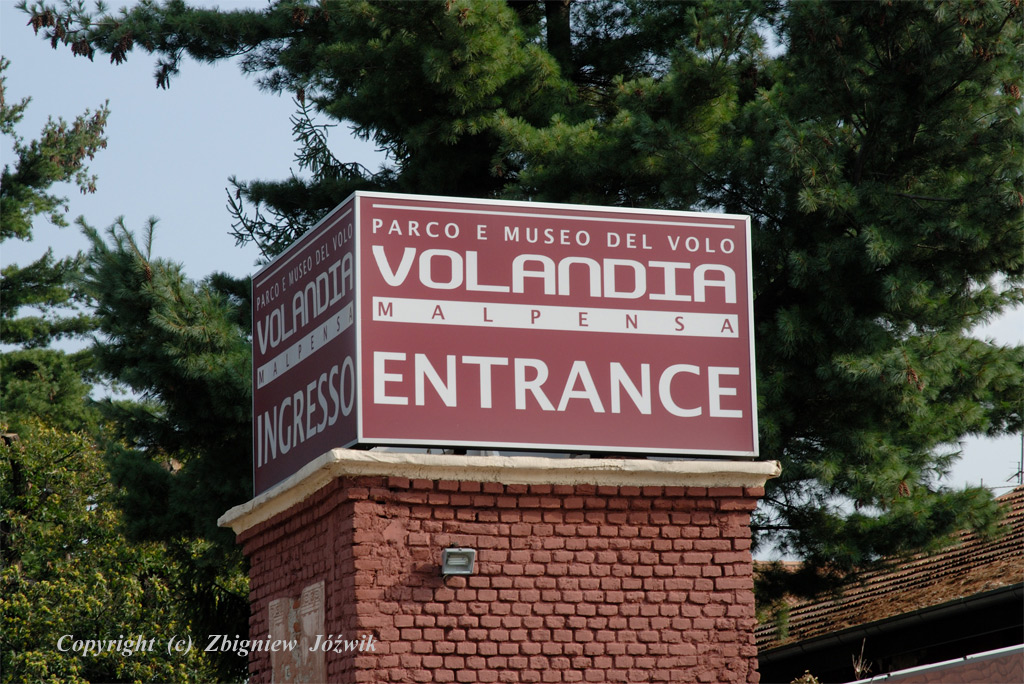 PARCO E MUSEO DEL VOLO
VOLANDIA
MALPENSA
INGRESSO
PARCO E MUSEO DEL VOLO
VOLANDIA
MALPENSA
ENTRANCE
Copyright (c) Zbigniew Jóźwik